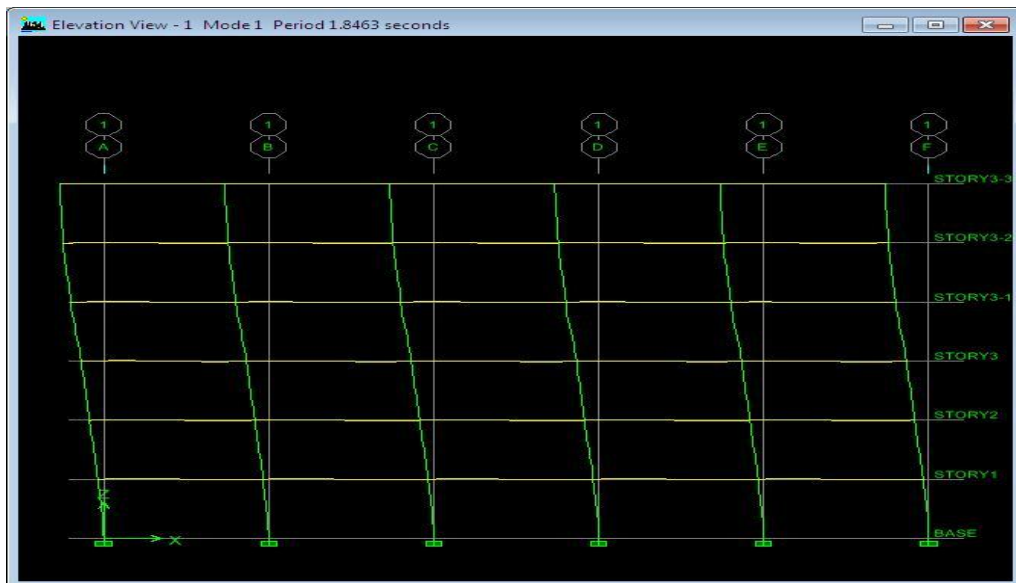 Elevation View - 1 Mode 1 Period 1.8463 seconds
1 1 1 1 1 1
A B C D E F
STORY3-3
STORY3-2
STORY3-1
STORY3
STORY2
STORY1
Z
X
BASE